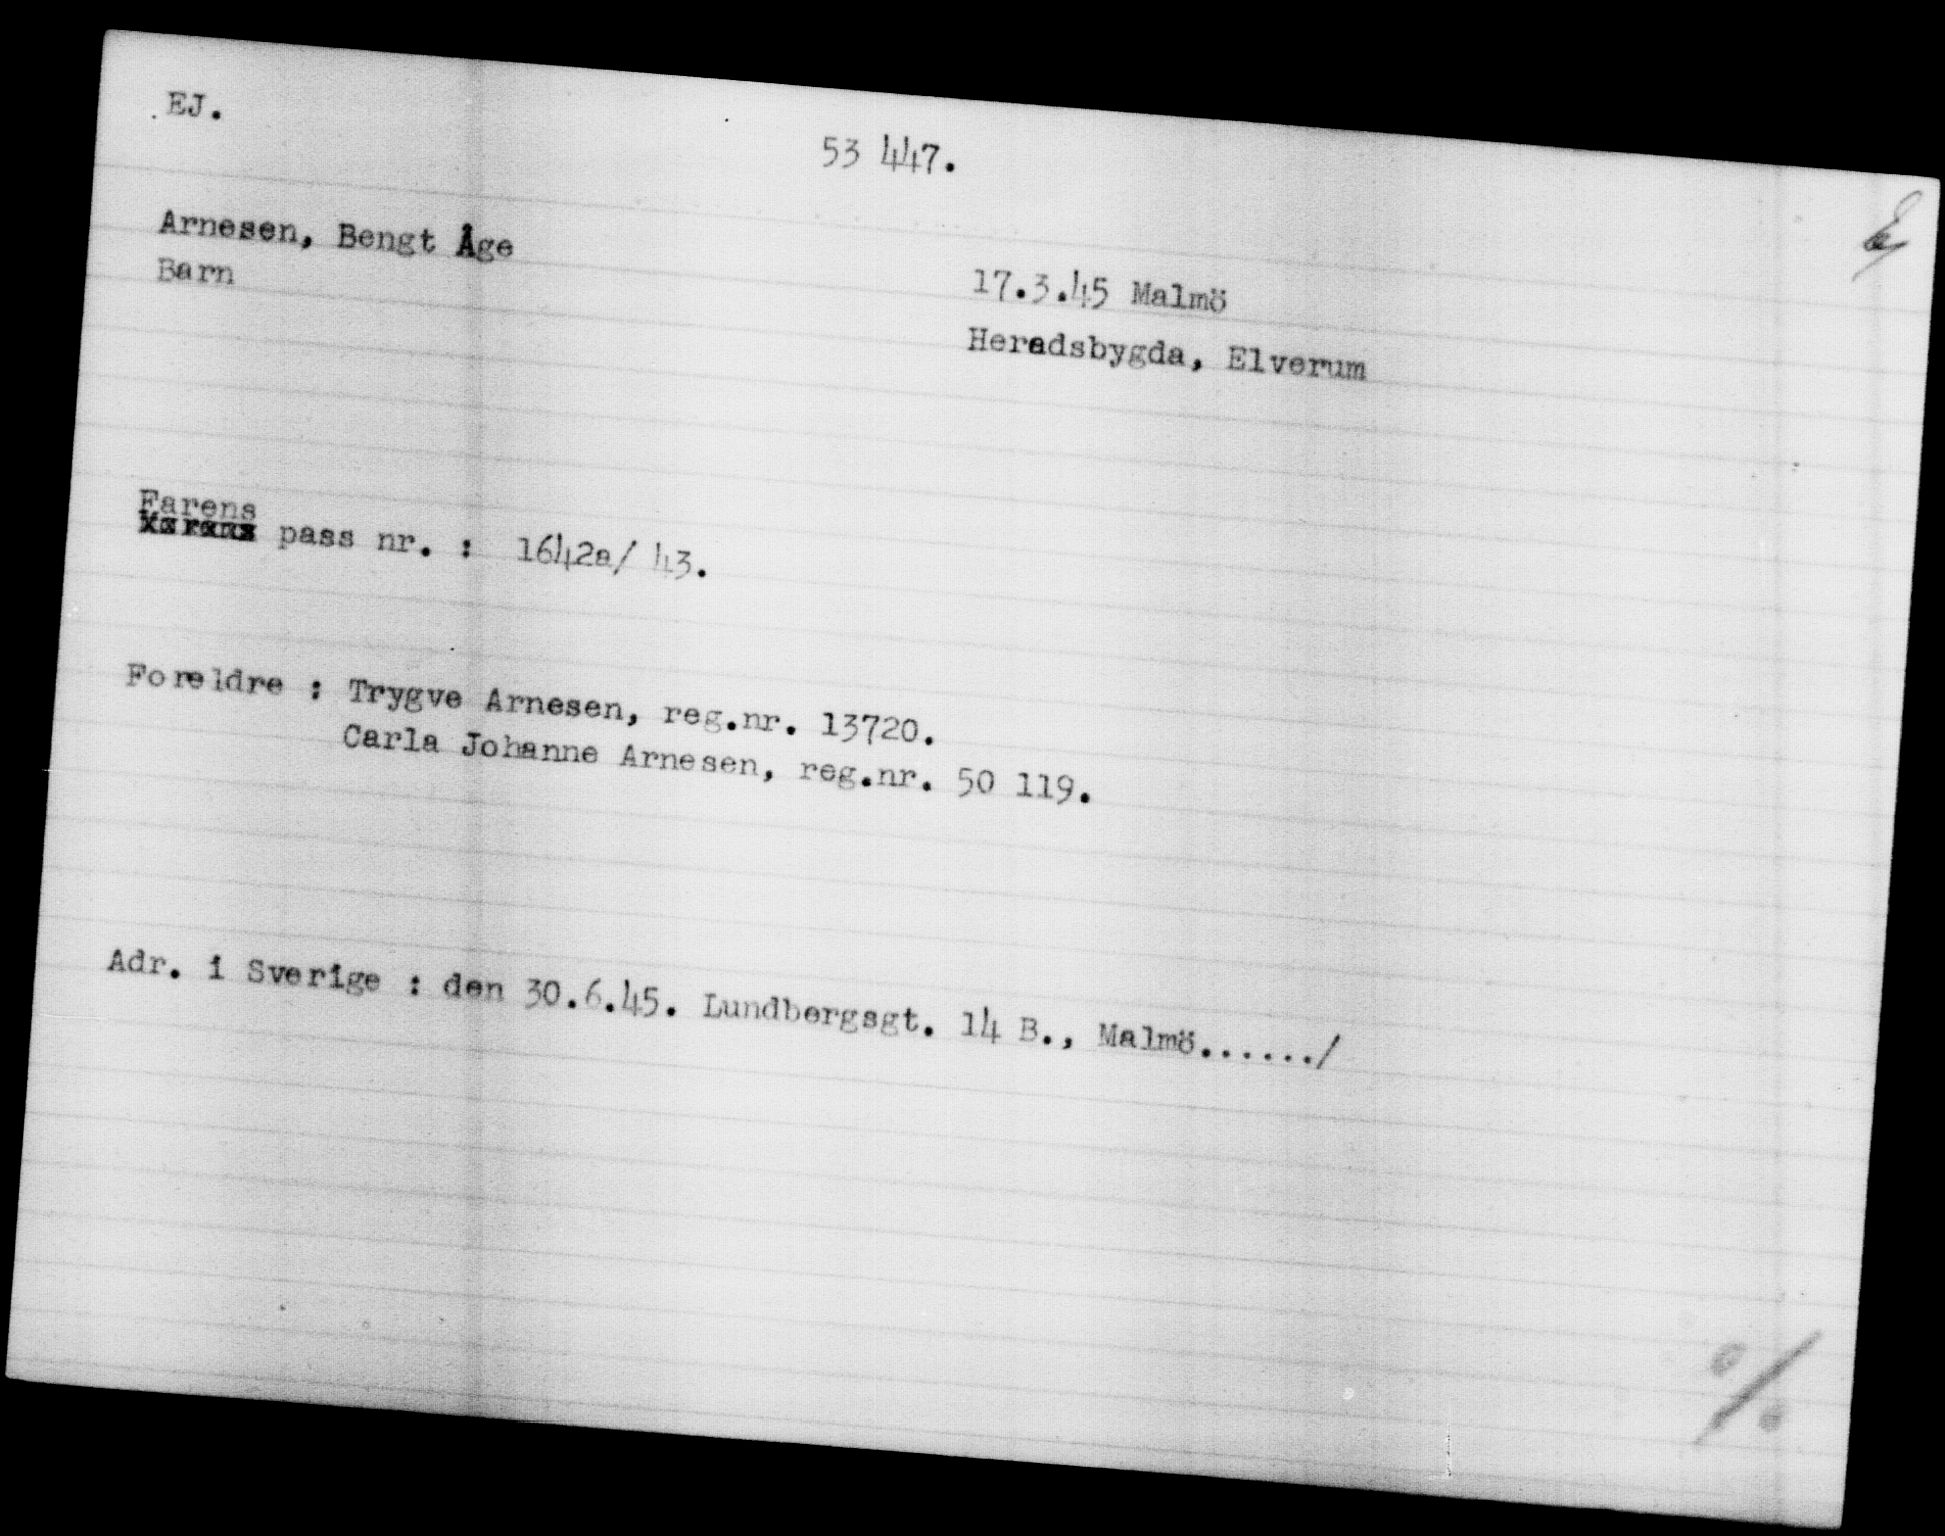 EJ.
53 447.
Arnesen, Bengt Åge
Barn
17.3.45 Malmö
Heradsbygda, Elverum
Farens
pass nr. : 1642a/ 43.
Foreldre : Trygve Arnesen, reg.nr. 13720.
Carla Johanne Arnesen, reg.nr. 50 119.
Adr. i Sverige : den 30.6.45. Lundbergsgt. 14 B., Malmö....../
%